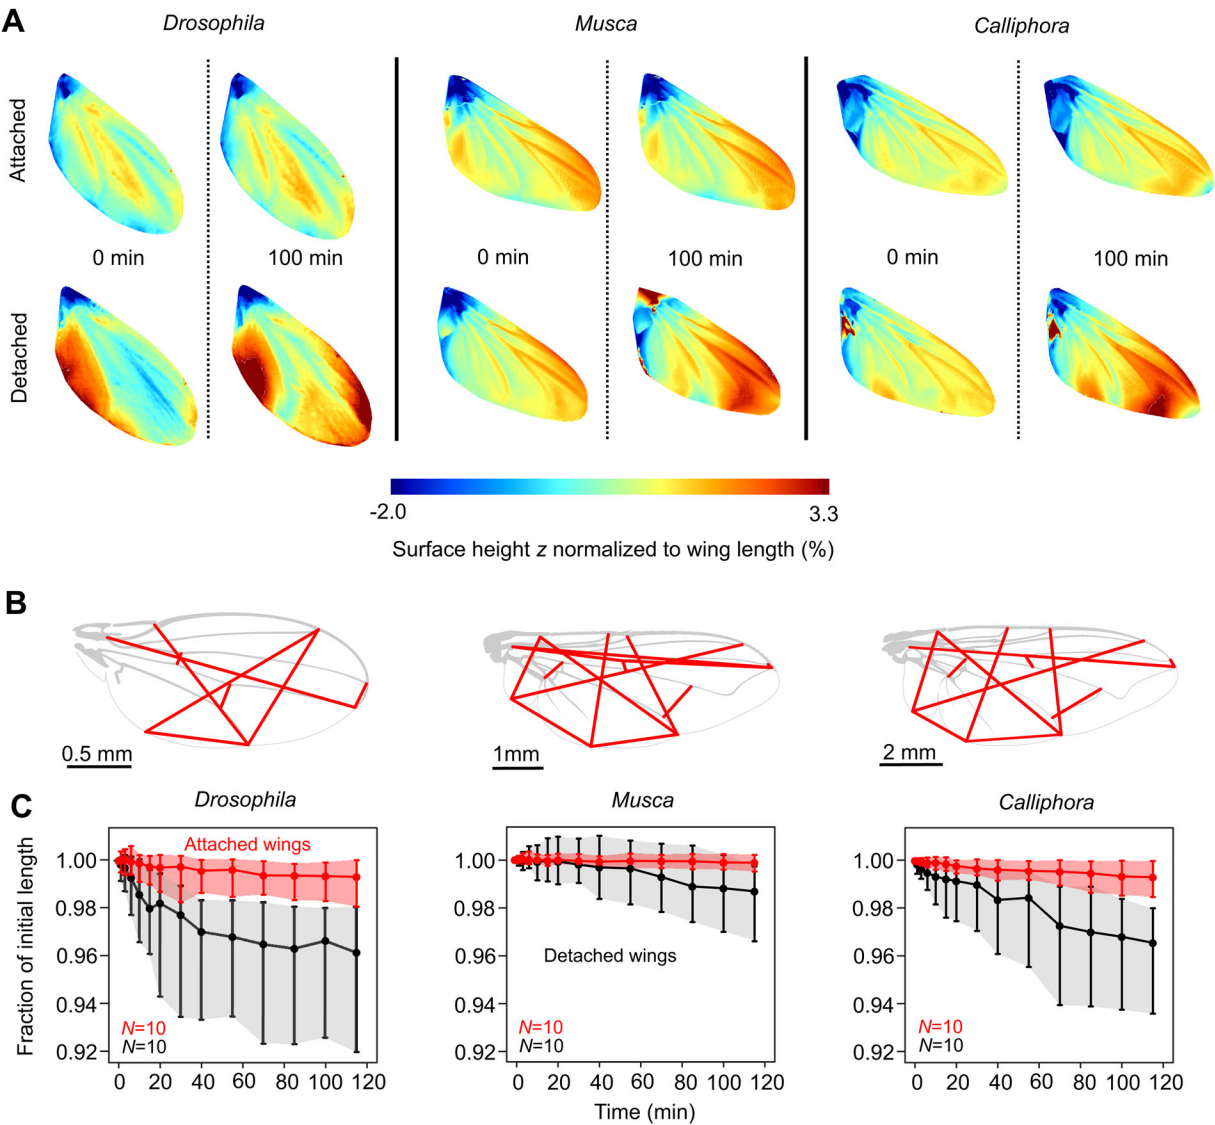 A
Drosophila
Musca
Calliphora
Attached
0 min
100 min
0 min
100 min
0 min
100 min
Detached
-2.0
3.3
Surface height z normalized to wing length (%)
B
0.5 mm
1mm
2 mm
C
Drosophila
Musca
Calliphora
Fraction of initial length
1.00
0.98
0.96
0.94
0.92
Attached wings
N=10
N=10
0 20 40 60 80 100 120
1.00
0.98
0.96
0.94
0.92
Detached wings
N=10
N=10
0 20 40 60 80 100 120
1.00
0.98
0.96
0.94
0.92
N=10
N=10
0 20 40 60 80 100 120
Time (min)